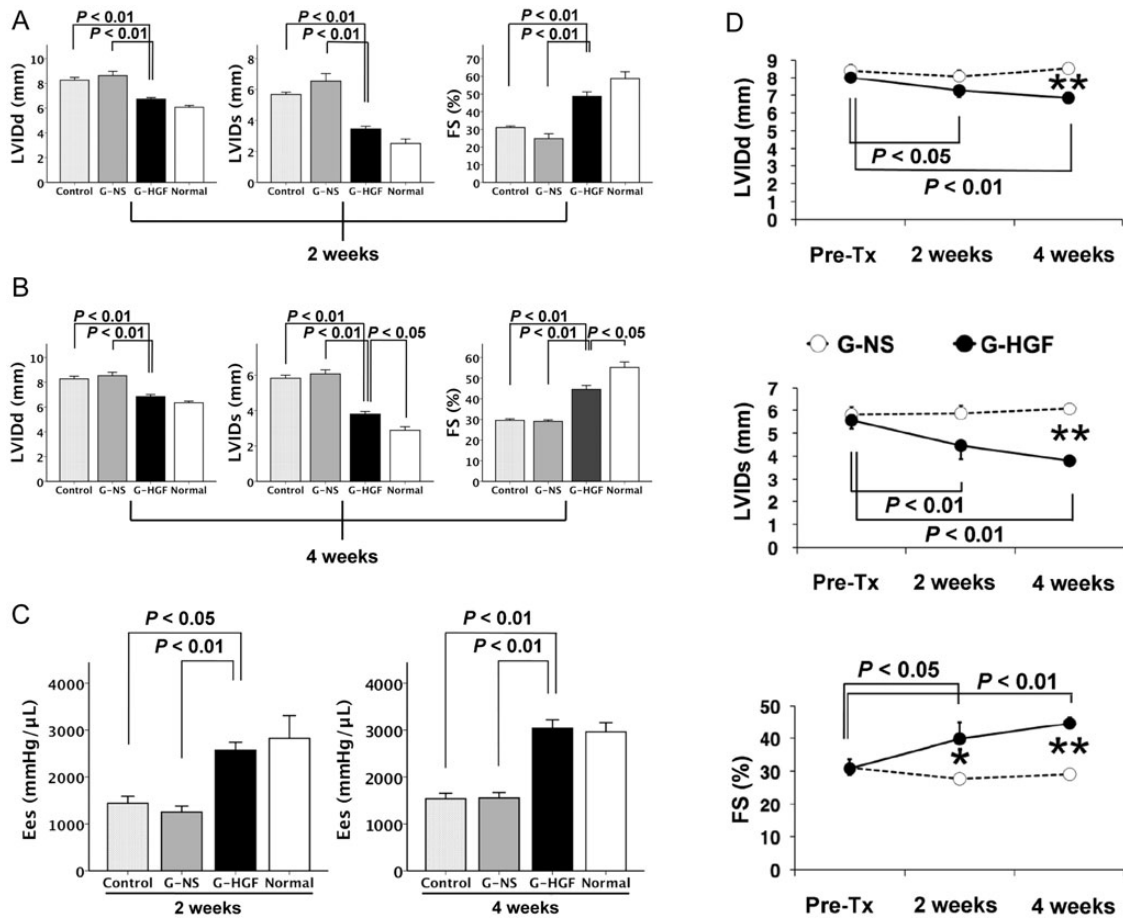 A
P < 0.01
P < 0.01
LVIDd (mm)
10
8
6
4
2
0
Control G-NS G-HGF Normal
P < 0.01
P < 0.01
LVIDs (mm)
8
6
4
2
0
Control G-NS G-HGF Normal
P < 0.01
P < 0.01
FS (%)
70
60
50
40
30
20
10
0
Control G-NS G-HGF Normal
2 weeks
B
P < 0.01
P < 0.01
LVIDd (mm)
10
8
6
4
2
0
Control G-NS G-HGF Normal
P < 0.01
P < 0.01 P < 0.05
LVIDs (mm)
6
4
2
0
Control G-NS G-HGF Normal
P < 0.01
P < 0.01 P < 0.05
FS (%)
60
50
40
30
20
10
0
Control G-NS G-HGF Normal
4 weeks
C
P < 0.05
P < 0.01
Ees (mmHg/μL)
4000
3000
2000
1000
0
Control G-NS G-HGF Normal
2 weeks
P < 0.01
P < 0.01
Ees (mmHg/μL)
4000
3000
2000
1000
0
Control G-NS G-HGF Normal
4 weeks
D
LVIDd (mm)
9
8
7
6
5
4
3
2
1
0
**
P < 0.05
P < 0.01
Pre-Tx 2 weeks 4 weeks
G-NS G-HGF
LVIDs (mm)
7
6
5
4
3
2
1
0
**
P < 0.01
P < 0.01
Pre-Tx 2 weeks 4 weeks
P < 0.05
P < 0.01
FS (%)
50
40
30
20
10
0
* **
Pre-Tx 2 weeks 4 weeks